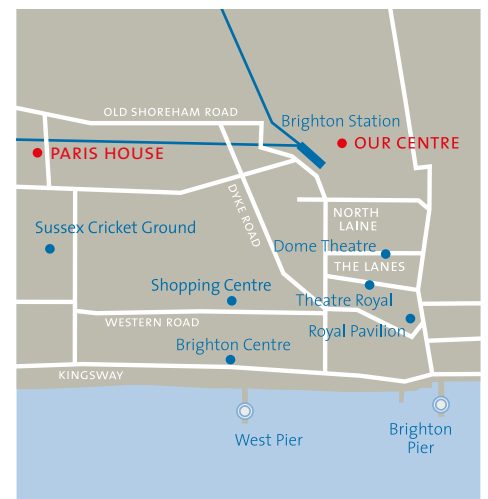 OLD SHOREHAM ROAD
Brighton Station
OUR CENTRE
PARIS HOUSE
DYKE ROAD
NORTH
LAINE
Sussex Cricket Ground
Dome Theatre
THE LANES
Shopping Centre
Theatre Royal
WESTERN ROAD
Royal Pavilion
Brighton Centre
KINGSWAY
West Pier
Brighton
Pier